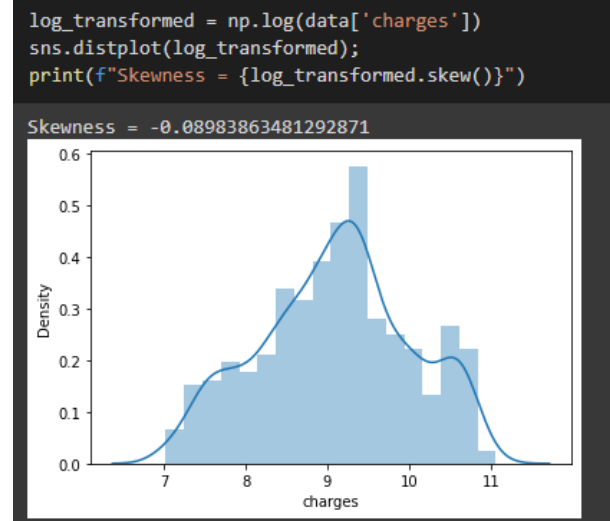 log_transformed = np.log(data['charges'])
sns.distplot(log_transformed);
print(f"Skewness = {log_transformed.skew()}")
Skewness = -0.08983863481292871
0.6
0.5
0.4
0.3
0.2
0.1
0.0
Density
7 8 9 10 11
charges